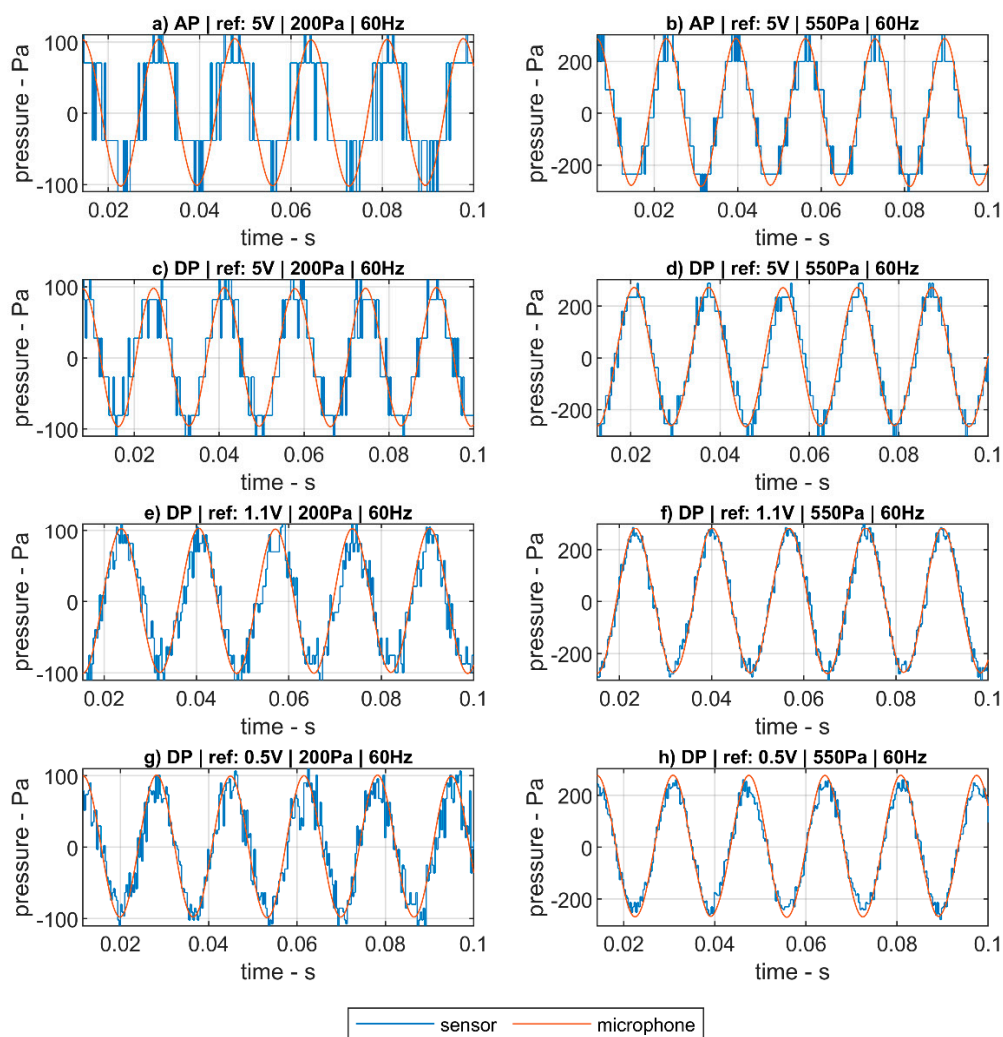 a) AP | ref: 5V | 200Pa | 60Hz
100
0
-100
pressure - Pa
0.02 0.04 0.06 0.08 0.1
time - s
b) AP | ref: 5V | 550Pa | 60Hz
200
0
-200
pressure - Pa
0.02 0.04 0.06 0.08 0.1
time - s
c) DP | ref: 5V | 200Pa | 60Hz
100
0
-100
pressure - Pa
0.02 0.04 0.06 0.08 0.1
time - s
d) DP | ref: 5V | 550Pa | 60Hz
200
0
-200
pressure - Pa
0.02 0.04 0.06 0.08 0.1
time - s
e) DP | ref: 1.1V | 200Pa | 60Hz
100
0
-100
pressure - Pa
0.02 0.04 0.06 0.08 0.1
time - s
f) DP | ref: 1.1V | 550Pa | 60Hz
200
0
-200
pressure - Pa
0.02 0.04 0.06 0.08 0.1
time - s
g) DP | ref: 0.5V | 200Pa | 60Hz
100
0
-100
pressure - Pa
0.02 0.04 0.06 0.08 0.1
time - s
h) DP | ref: 0.5V | 550Pa | 60Hz
200
0
-200
pressure - Pa
0.02 0.04 0.06 0.08 0.1
time - s
sensor microphone